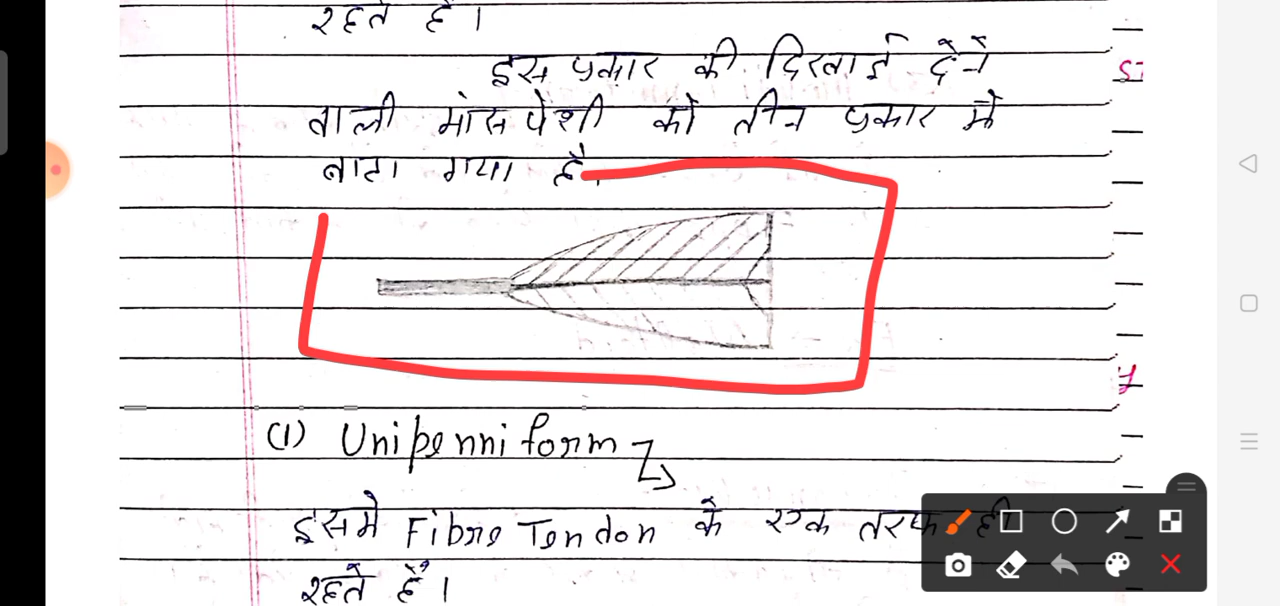 रहते है।
इस प्रकार की दिखाई देने
वाली मांसपेशी को तीन प्रकार मे
बाटा गया है
(1) Unipenniform
इसमे Fibre Tendon के एक तरफ ही
रहते हैं।